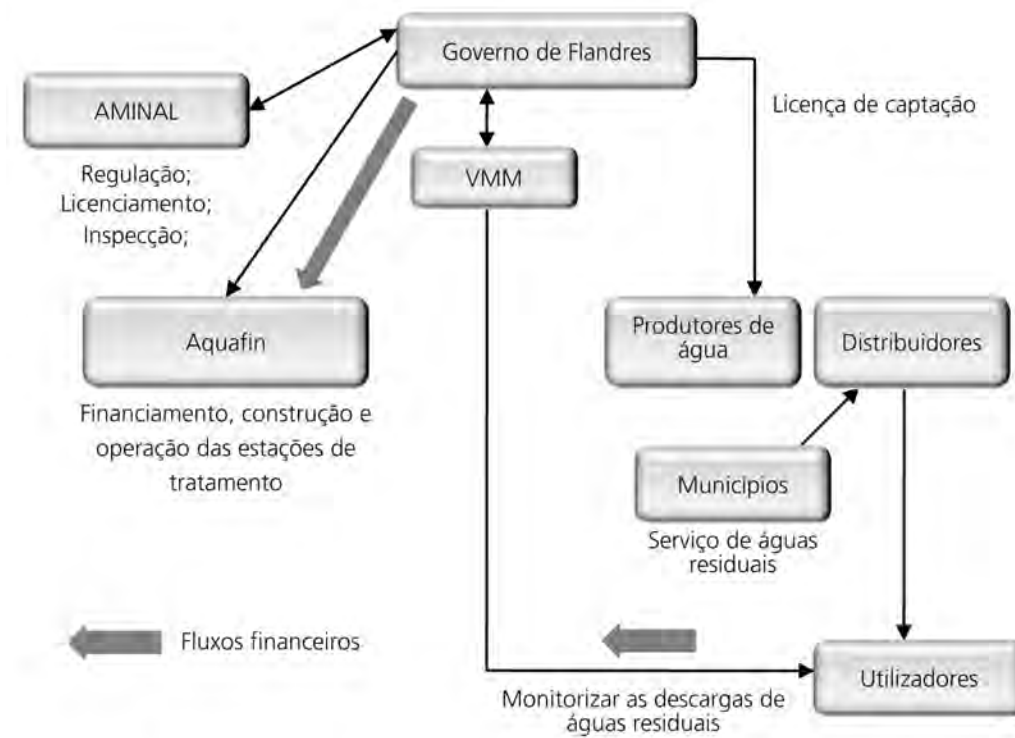 Governo de Flandres
AMINAL
Licença de captação
Regulação;
Licenciamento;
Inspecção;
VMM
Aquafin
Produtores de
água
Distribuidores
Financiamento, construção e
operação das estações de
tratamento
Municípios
Serviço de águas
residuais
Fluxos financeiros
Utilizadores
Monitorizar as descargas de
águas residuais